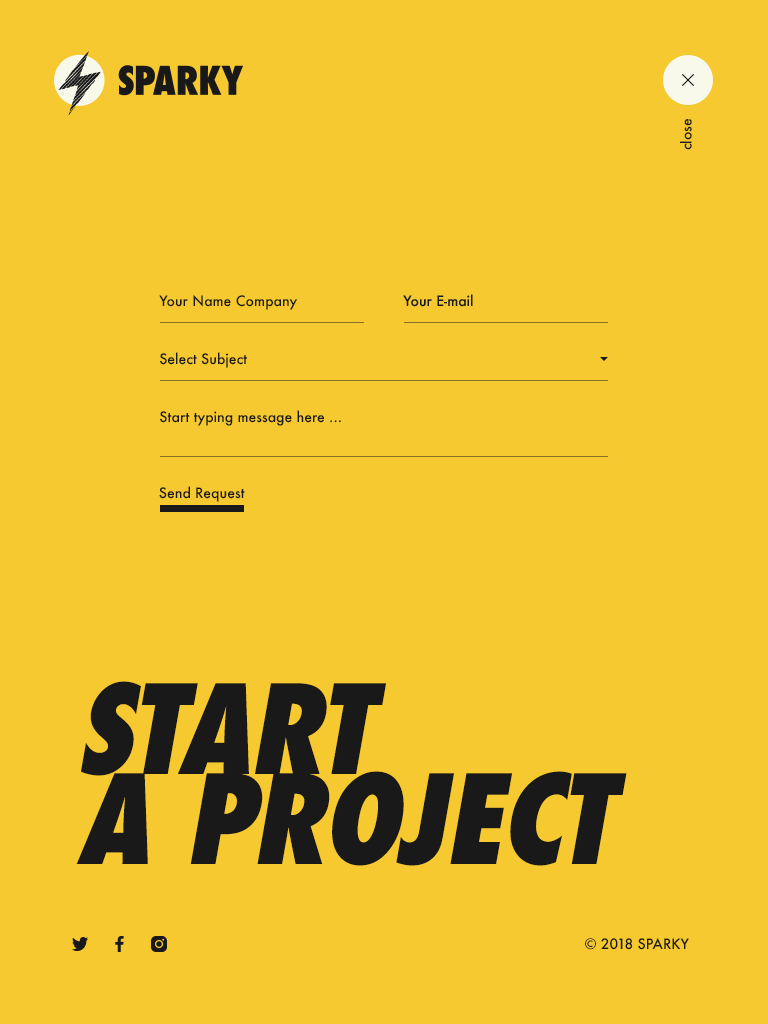 SPARKY
close
Your Name Company
Your E-mail
Select Subject
Start typing message here ...
Send Request
START
A PROJECT
© 2018 SPARKY